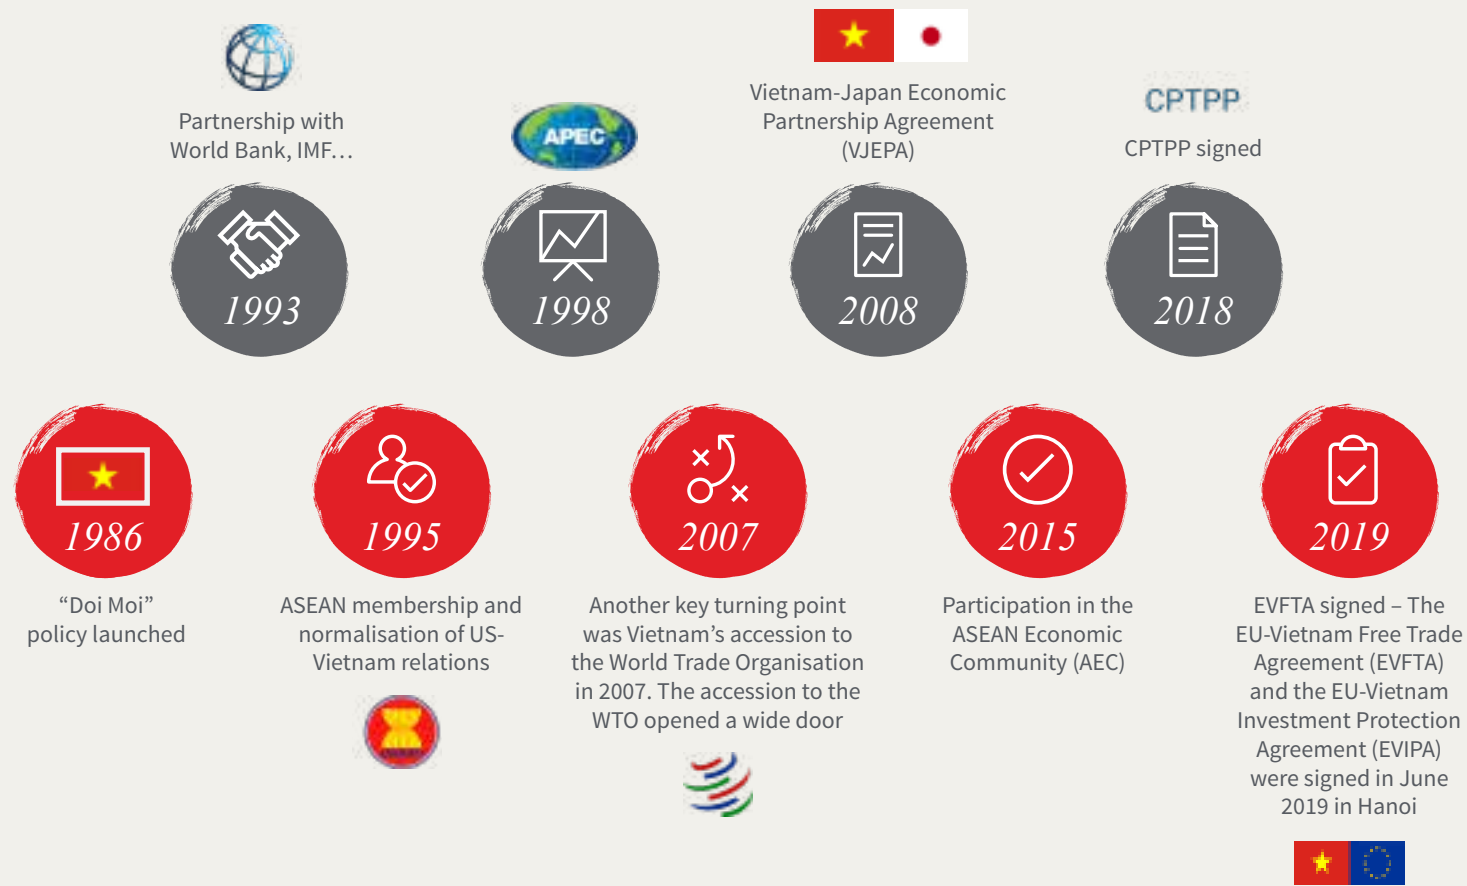 Partnership with
World Bank, IMF…
1993
APEC
1998
Vietnam-Japan Economic
Partnership Agreement
(VJEPA)
2008
CPTPP
CPTPP signed
2018
1986
“Doi Moi”
policy launched
1995
ASEAN membership and
normalisation of US-
Vietnam relations
2007
Another key turning point
was Vietnam’s accession to
the World Trade Organisation
in 2007. The accession to the
WTO opened a wide door
2015
Participation in the
ASEAN Economic
Community (AEC)
2019
EVFTA signed – The
EU-Vietnam Free Trade
Agreement (EVFTA)
and the EU-Vietnam
Investment Protection
Agreement (EVIPA)
were signed in June
2019 in Hanoi